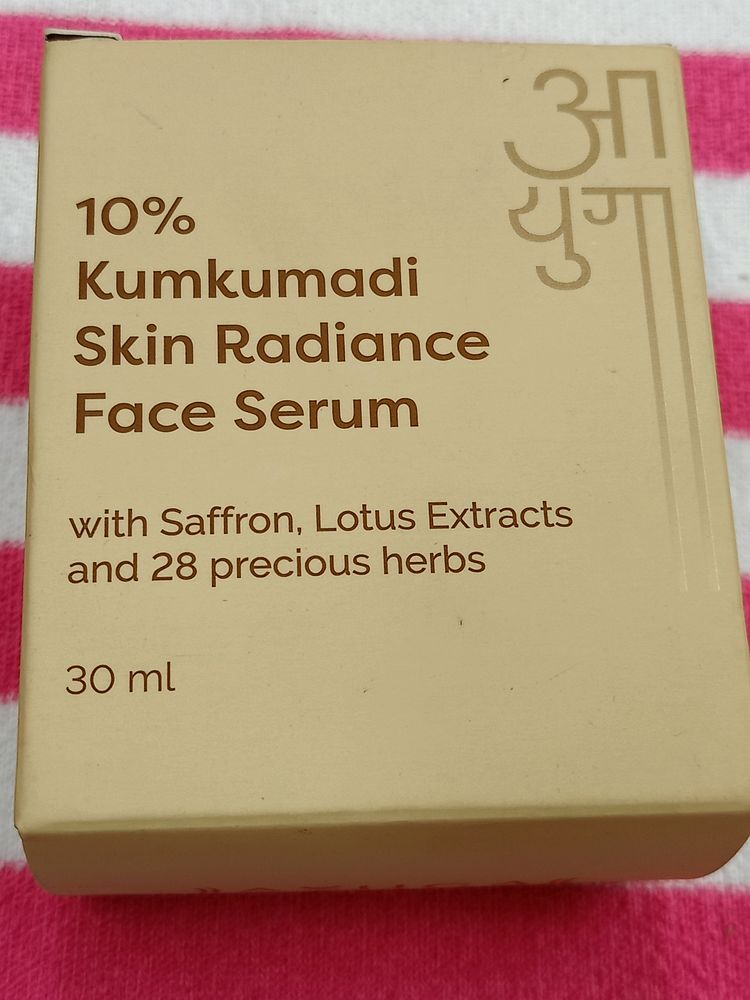 आ
युगा
10%
Kumkumadi
Skin Radiance
Face Serum
with Saffron, Lotus Extracts
and 28 precious herbs
30 ml